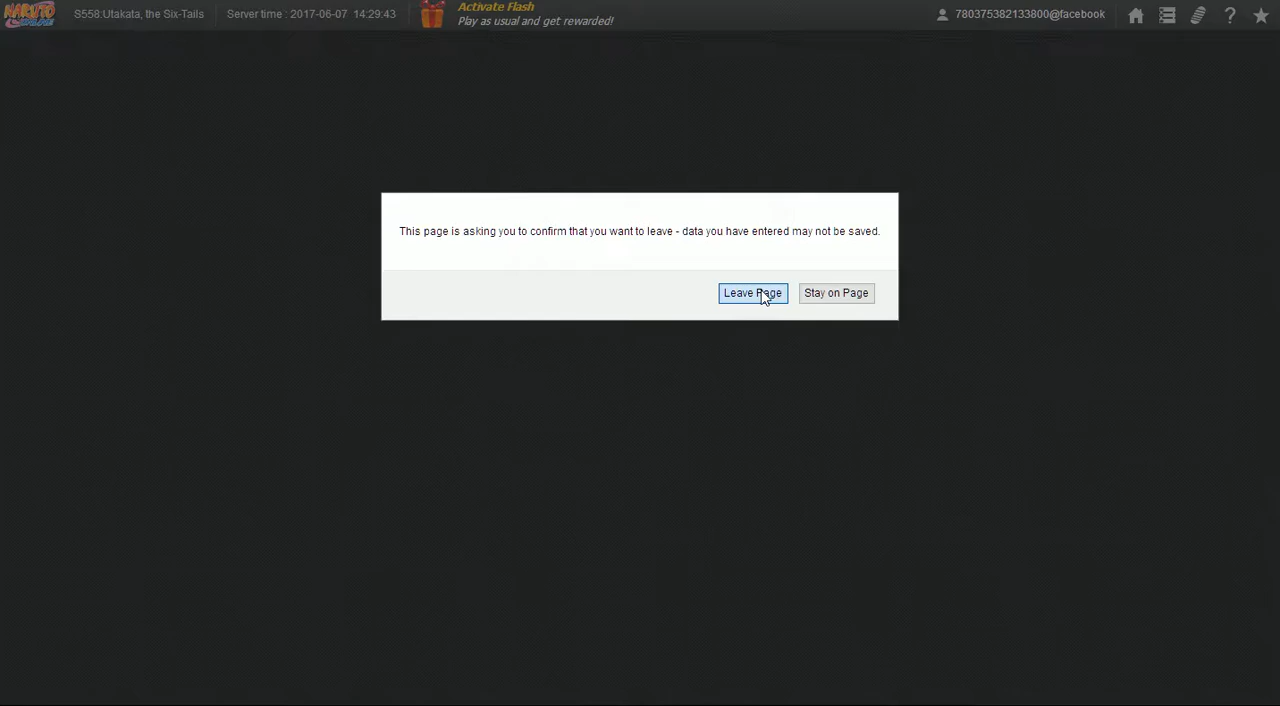 NARUTO ONLINE
S558:Utakata, the Six-Tails
Server time : 2017-06-07 14:29:43
Activate Flash
Play as usual and get rewarded!
780375382133800@facebook
?
This page is asking you to confirm that you want to leave - data you have entered may not be saved.
Leave Page
Stay on Page